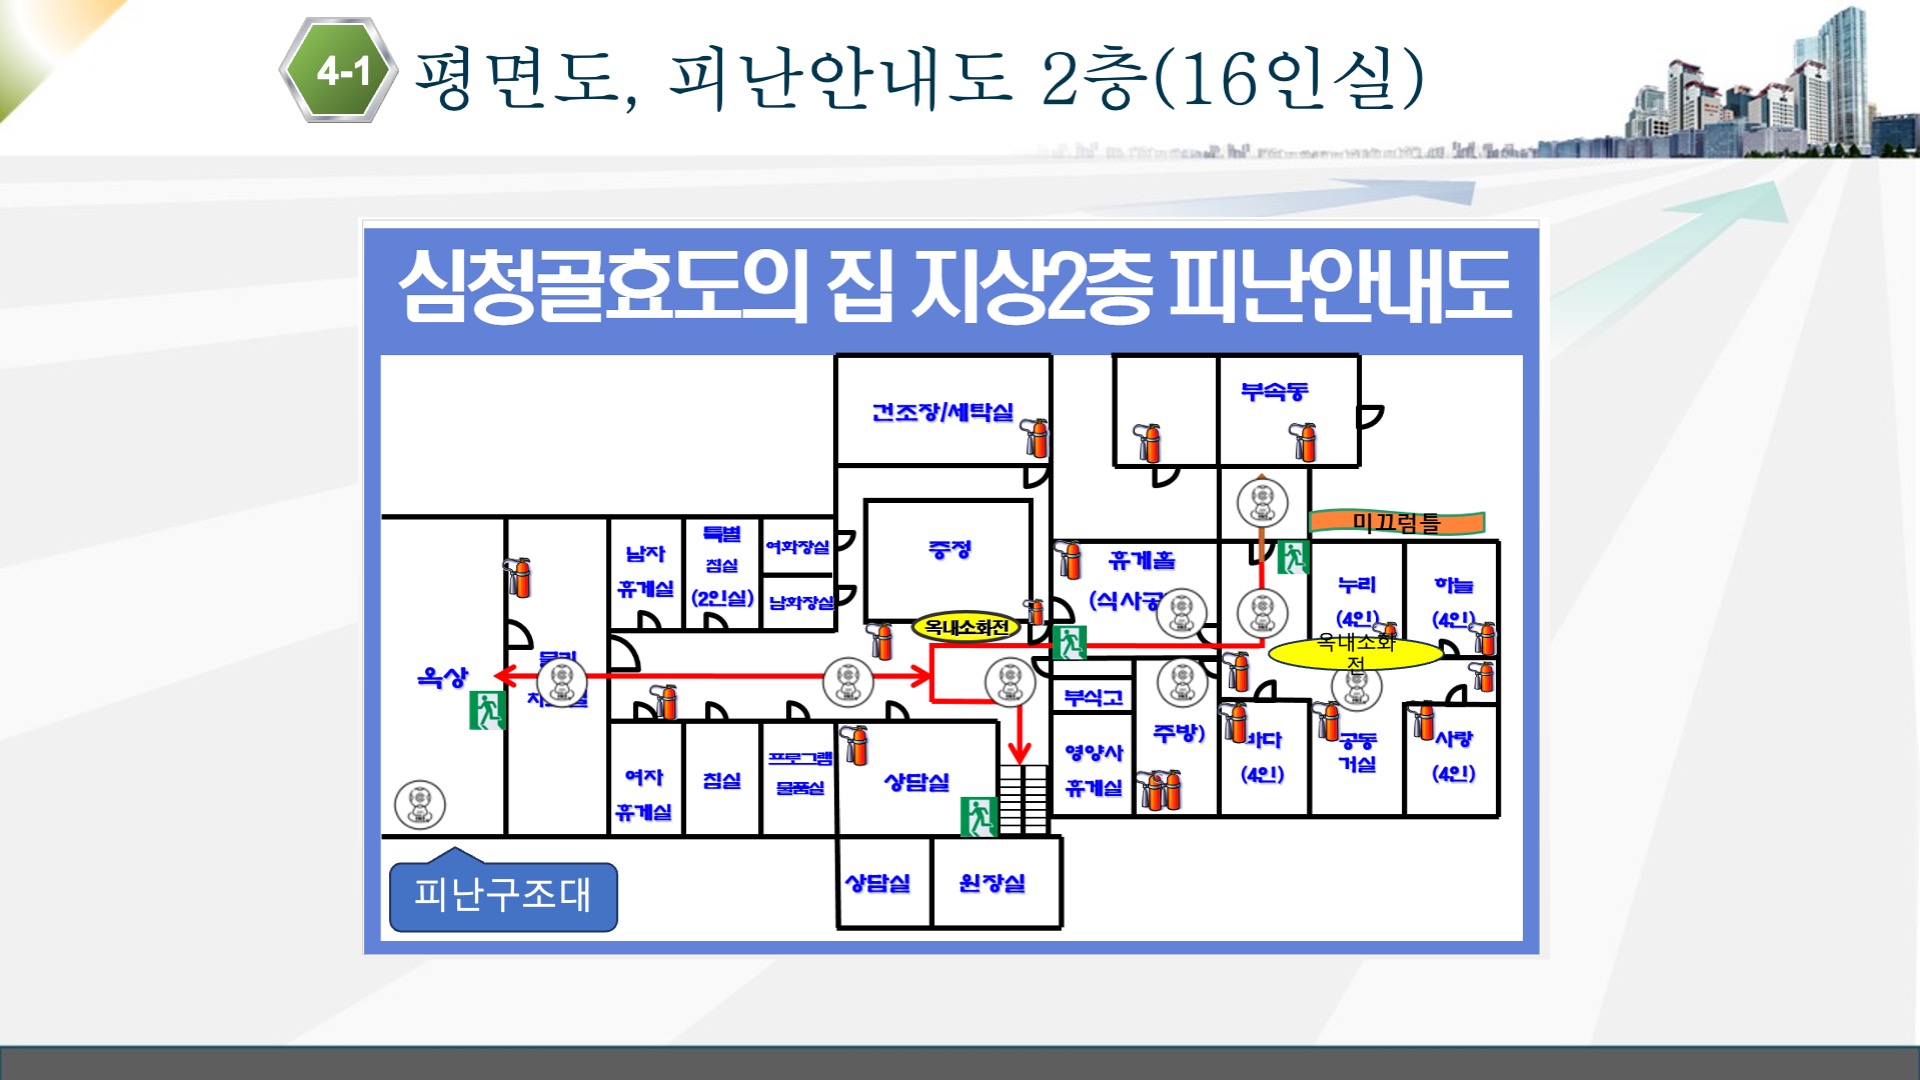 4-1 평면도, 피난안내도 2층(16인실)
심청골효도의 집 지상2층 피난안내도
건조장/세탁실
부속동
미끄럼틀
남자
휴게실
특별
침실
(2인실)
여화장실
남화장실
중정
휴게홀
(식사공
누리
(4인)
하늘
(4인)
옥내소화전
옥내소화
전
옥상
물리
부식고
주방)
영양사
휴게실
바다
(4인)
공동
거실
사랑
(4인)
여자
휴게실
침실
프로그램
물품실
상담실
상담실
원장실
피난구조대